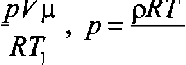 pVμ / RT₁ , p = ρRT